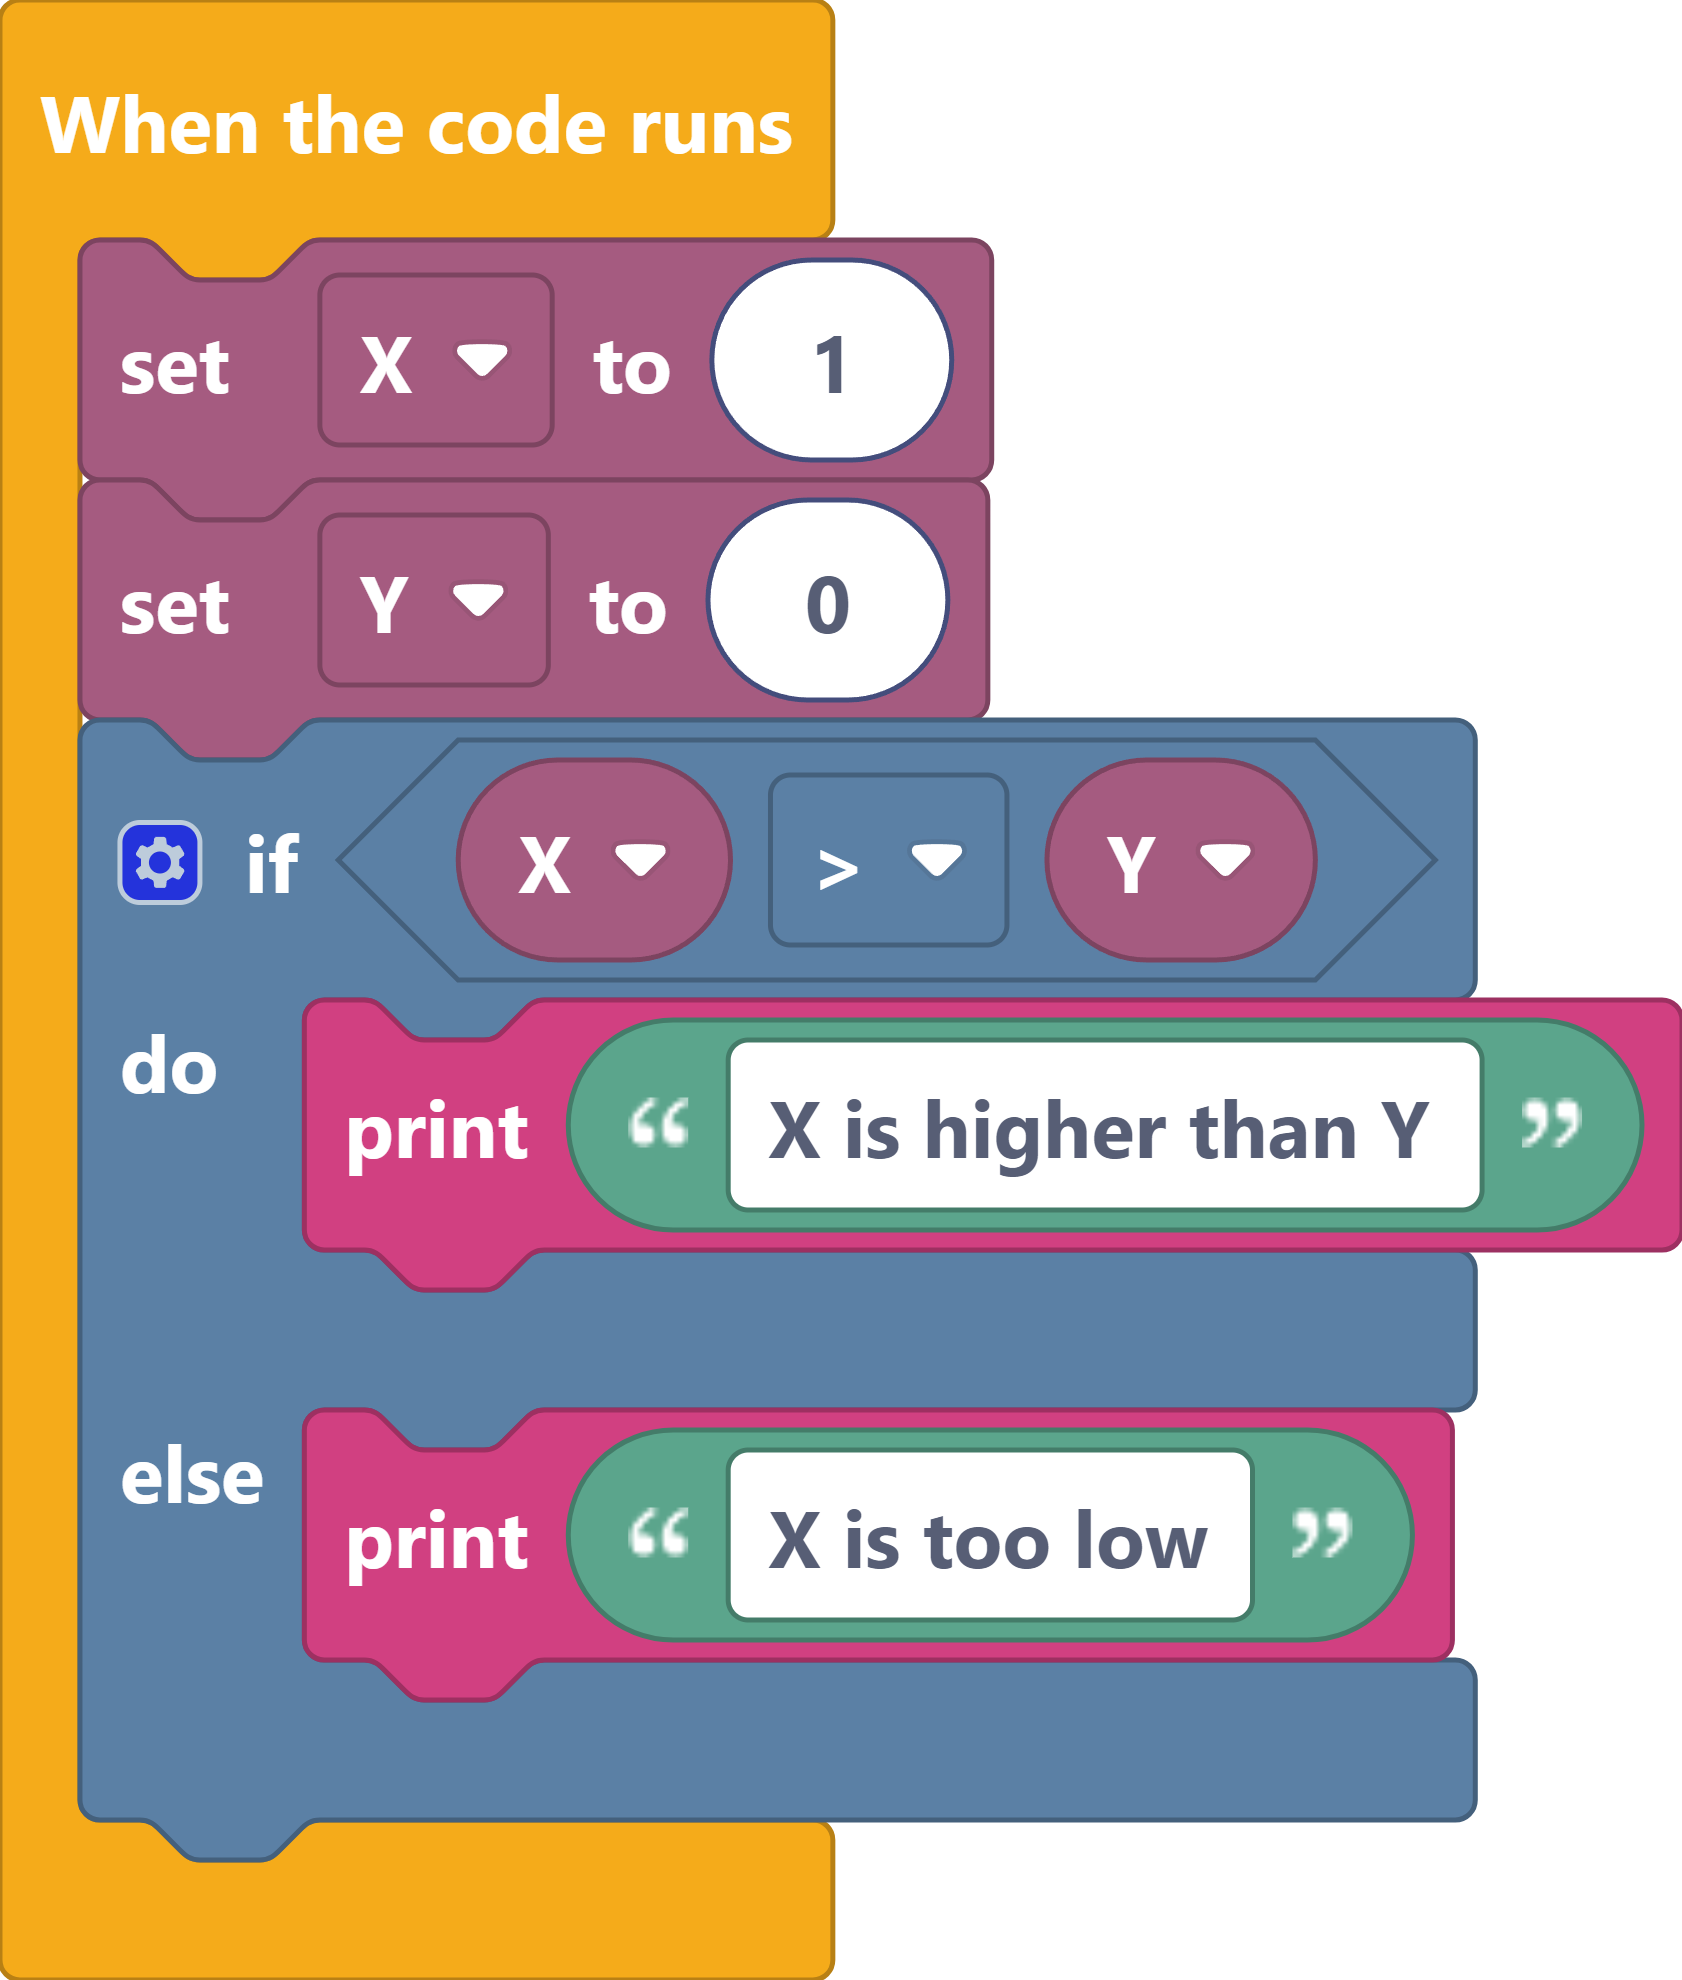 When the code runs
set X to 1
set Y to 0
if X > Y
do
print “ X is higher than Y ”
else
print “ X is too low ”